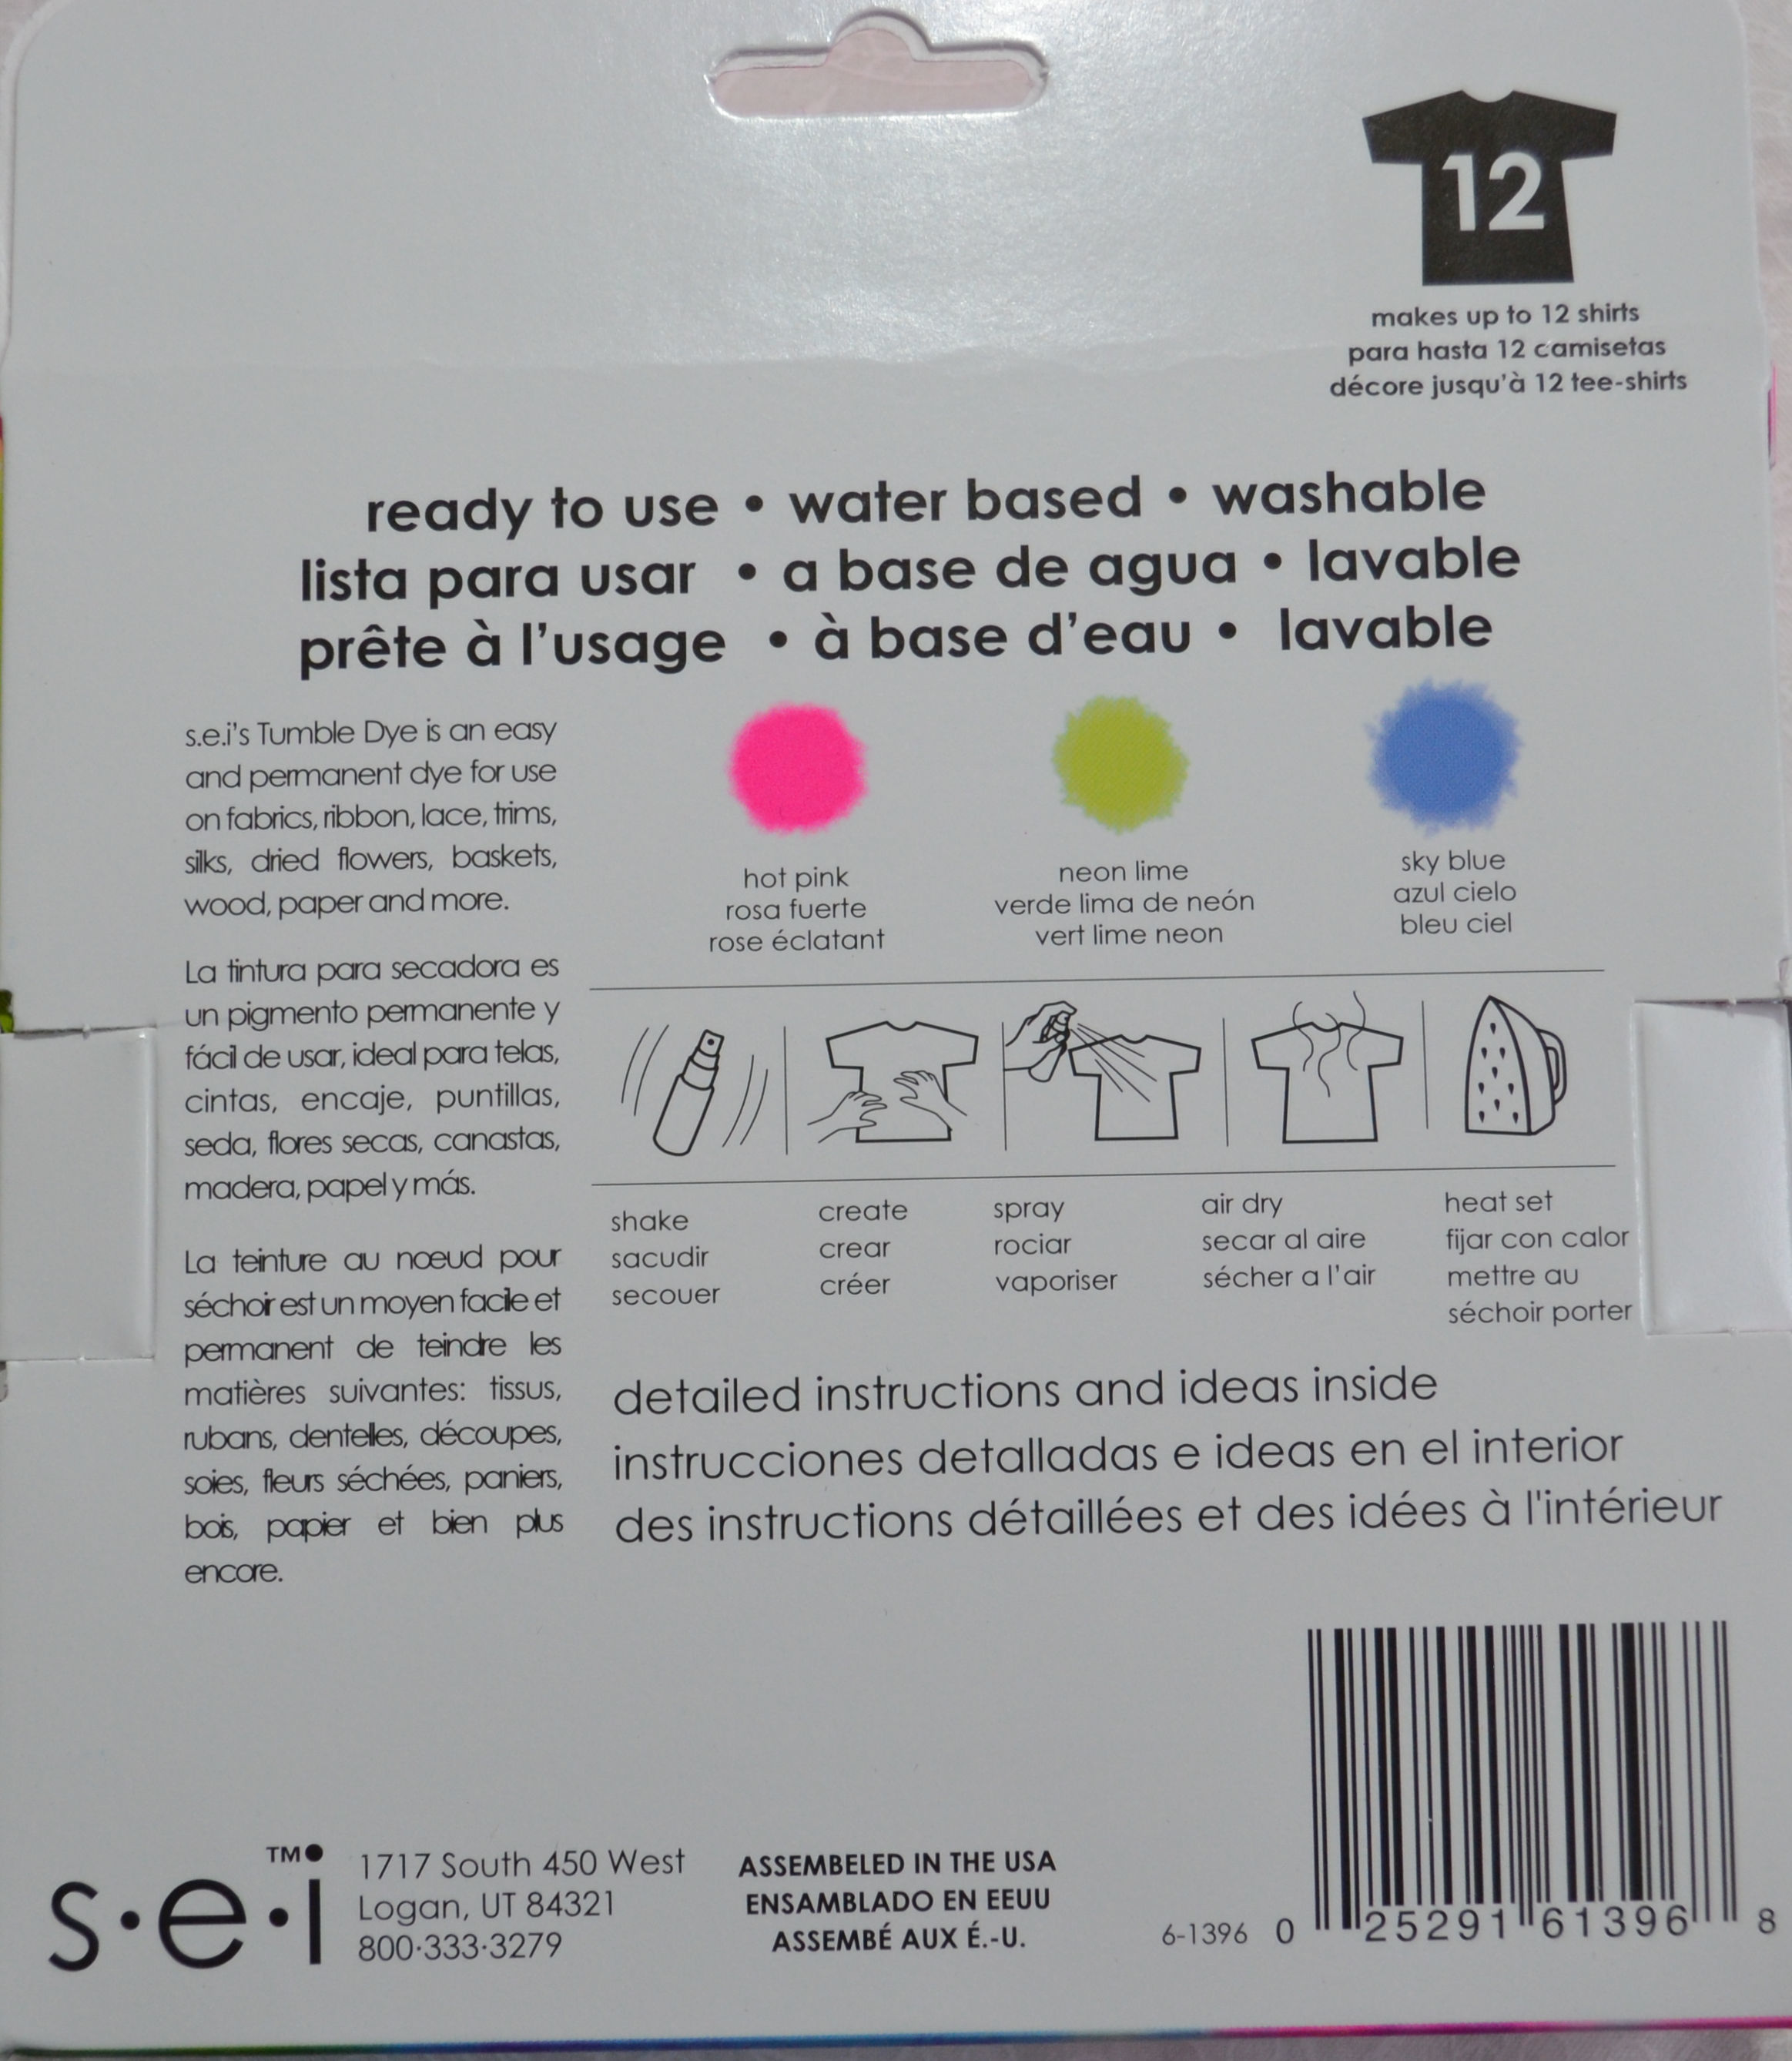 12
makes up to 12 shirts
para hasta 12 camisetas
décore jusqu'à 12 tee-shirts
ready to use • water based • washable
lista para usar • a base de agua • lavable
prête à l'usage • à base d'eau • lavable
s.e.i's Tumble Dye is an easy
and permanent dye for use
on fabrics, ribbon, lace, trims,
silks, dried flowers, baskets,
wood, paper and more.
La tintura para secadora es
un pigmento permanente y
fácil de usar, ideal para telas,
cintas, encaje, puntillas,
seda, flores secas, canastas,
madera, papel y más.
La teinture au nœud pour
séchoir est un moyen facile et
permanent de teindre les
matières suivantes: tissus,
rubans, dentelles, découpes,
soies, fleurs séchées, paniers,
bois, papier et bien plus
encore.
hot pink
rosa fuerte
rose éclatant
neon lime
verde lima de neón
vert lime neon
sky blue
azul cielo
bleu ciel
shake
sacudir
secouer
create
crear
créer
spray
rociar
vaporiser
air dry
secar al aire
sécher a l'air
heat set
fijar con calor
mettre au
séchoir porter
detailed instructions and ideas inside
instrucciones detalladas e ideas en el interior
des instructions détaillées et des idées à l'intérieur
s•e•i™
1717 South 450 West
Logan, UT 84321
800·333·3279
ASSEMBELED IN THE USA
ENSAMBLADO EN EEUU
ASSEMBÉ AUX É.-U.
6-1396 0 25291 61396 8